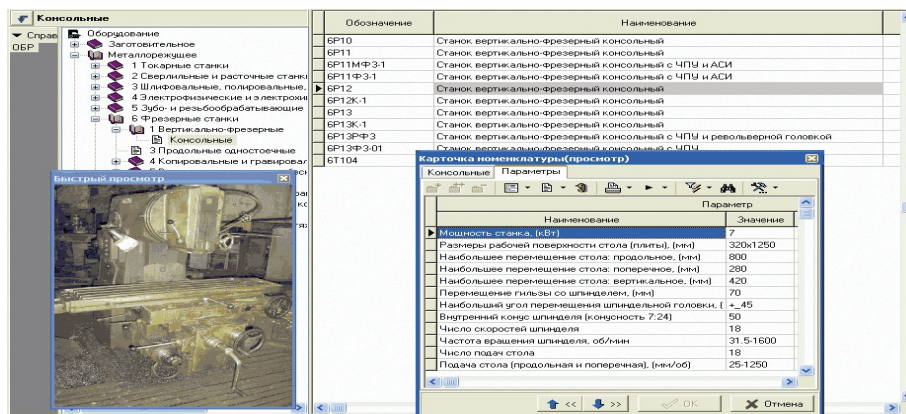 Консольные
Справ
ОБР
Оборудование
Заготовительное
Металлорежущее
1 Токарные станки
2 Сверлильные и расточные станки
3 Шлифовальные, полировальные,
4 Электрофизические и электрохи
5 Зубо- и резьбообрабатывающие
6 Фрезерные станки
1 Вертикально-фрезерные
Консольные
3 Продольные одностоечные
4 Копировальные и гравировал
Обозначение Наименование
6Р10 Станок вертикально-фрезерный консольный
6Р11 Станок вертикально-фрезерный консольный
6Р11МФ3-1 Станок вертикально-фрезерный консольный с ЧПУ и АСИ
6Р11Ф3-1 Станок вертикально-фрезерный консольный с ЧПУ и АСИ
6Р12 Станок вертикально-фрезерный консольный
6Р12К-1 Станок вертикально-фрезерный консольный
6Р13 Станок вертикально-фрезерный консольный
6Р13К-1 Станок вертикально-фрезерный консольный
6Р13РФ3 Станок вертикально-фрезерный консольный с ЧПУ и револьверной головкой
6Р13Ф3-01 Станок вертикально-фрезерный консольный с ЧПУ
6Т104
Быстрый просмотр
Карточка номенклатуры(просмотр)
Консольные Параметры
Параметр
Наименование Значение
Мощность станка, (кВт) 7
Размеры рабочей поверхности стола (плиты), (мм) 320х1250
Наибольшее перемещение стола: продольное, (мм) 800
Наибольшее перемещение стола: поперечное, (мм) 280
Наибольшее перемещение стола: вертикальное, (мм) 420
Перемещение гильзы со шпинделем, (мм) 70
Наибольший угол перемещения шпиндельной головки, ( +_45
Внутренний конус шпинделя (конусность 7:24) 50
Число скоростей шпинделя 18
Частота вращения шпинделя, об/мин 31.5-1600
Число подач стола 18
Подача стола (продольная и поперечная), (мм/об) 25-1250
<< >> OK Отмена